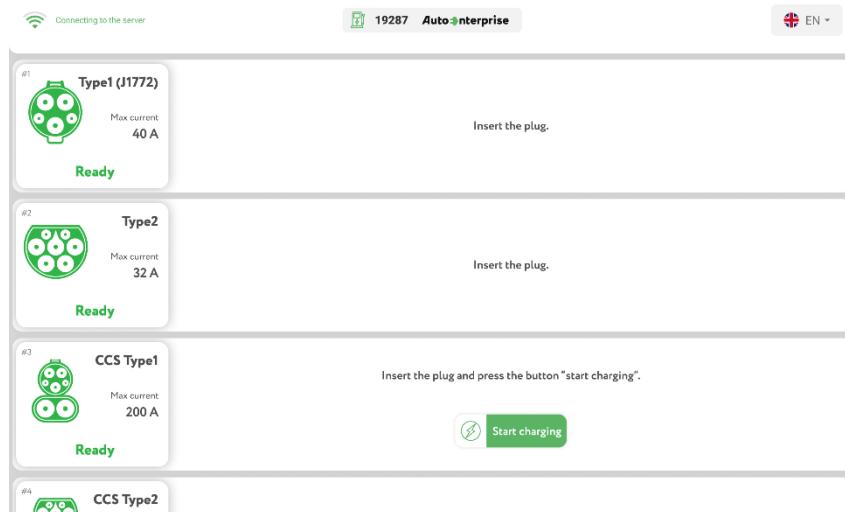 Connecting to the server
19287 Auto Enterprise
EN
#1
Type1 (J1772)
Max current
40 A
Ready
Insert the plug.
#2
Type2
Max current
32 A
Ready
Insert the plug.
#3
CCS Type1
Max current
200 A
Ready
Insert the plug and press the button "start charging".
Start charging
#4
CCS Type2